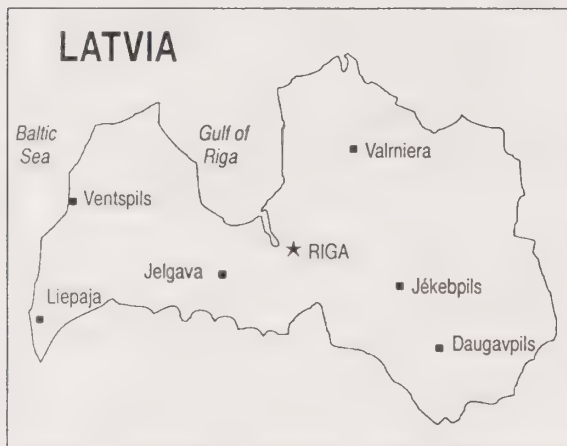 LATVIA
Baltic
Sea
Gulf of
Riga
Valrniera
Ventspils
RIGA
Jelgava
Jékebpils
Liepaja
Daugavpils